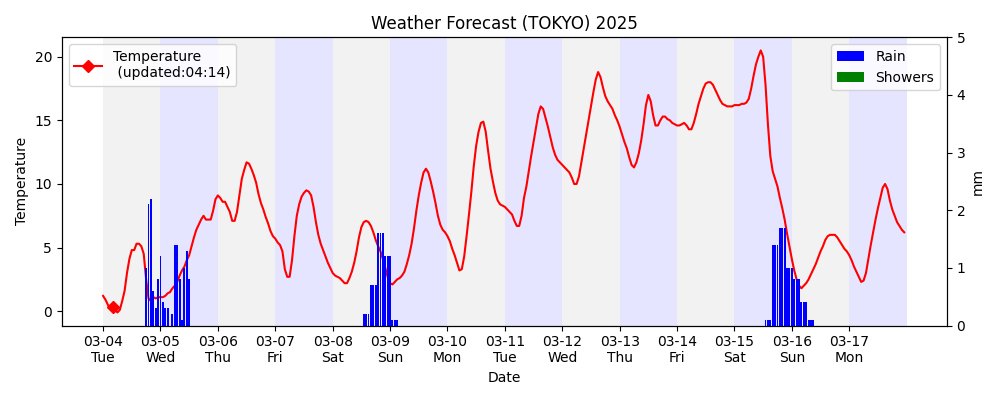 Weather Forecast (TOKYO) 2025
Temperature
(updated:04:14)
Rain
Showers
Temperature
20
15
10
5
0
mm
5
4
3
2
1
0
03-04 03-05 03-06 03-07 03-08 03-09 03-10 03-11 03-12 03-13 03-14 03-15 03-16 03-17
Tue Wed Thu Fri Sat Sun Mon Tue Wed Thu Fri Sat Sun Mon
Date